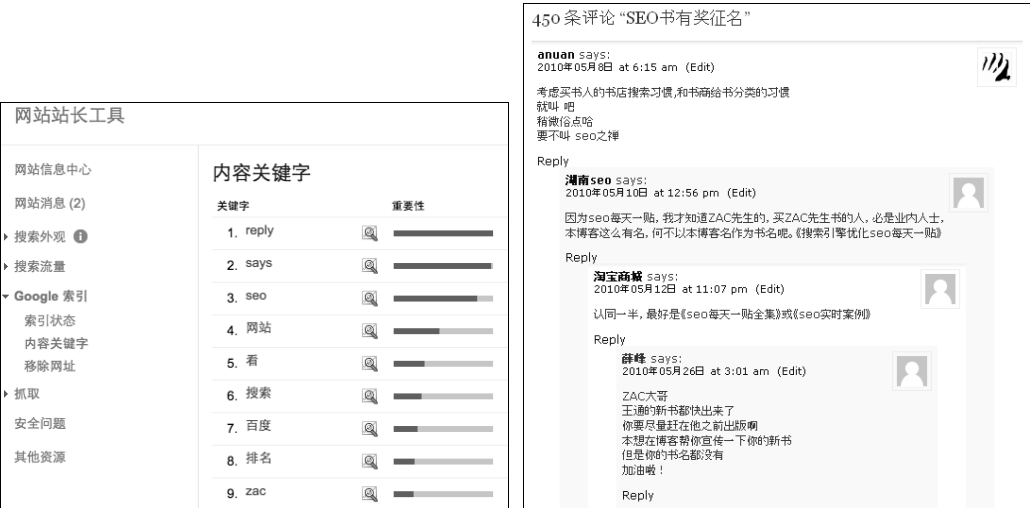 网站站长工具
网站信息中心
网站消息 (2)
搜索外观
搜索流量
Google 索引
索引状态
内容关键字
移除网址
抓取
安全问题
其他资源
内容关键字
关键字 重要性
1. reply
2. says
3. seo
4. 网站
5. 看
6. 搜索
7. 百度
8. 排名
9. zac
450 条评论 “SEO书有奖征名”
anuan says:
2010年05月8日 at 6:15 am (Edit)
考虑买书人的书店搜索习惯,和书商给书分类的习惯
就叫 吧
稍微俗点哈
要不叫 seo之禅
Reply
湖南seo says:
2010年05月10日 at 12:56 pm (Edit)
因为seo每天一贴, 我才知道ZAC先生的, 买ZAC先生书的人, 必是业内人士,
本博客这么有名, 何不以本博客名作为书名呢。《搜索引擎优化seo每天一贴》
Reply
淘宝商城 says:
2010年05月12日 at 11:07 pm (Edit)
认同一半, 最好是《seo每天一贴全集》或《seo实时案例》
Reply
薛峰 says:
2010年05月26日 at 3:01 am (Edit)
ZAC大哥
王通的新书都快出来了
你要尽量赶在他之前出版啊
本想在博客帮你宣传一下你的新书
但是你的书名都没有
加油啦！
Reply